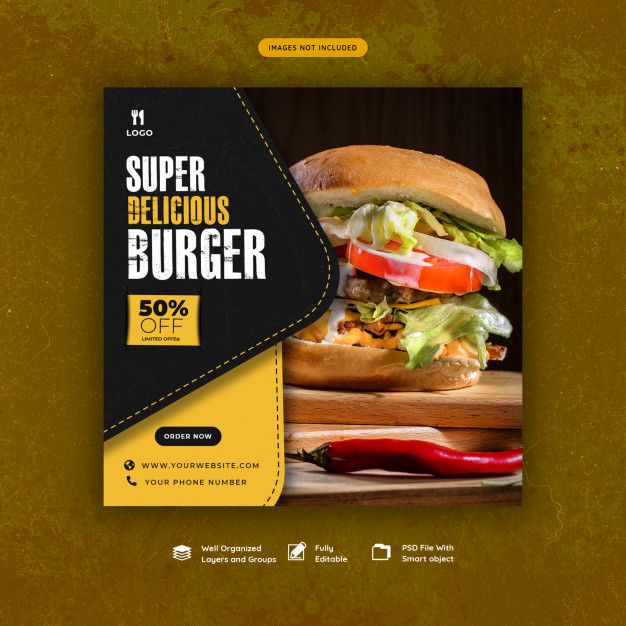 IMAGES NOT INCLUDED
LOGO
SUPER
DELICIOUS
BURGER
50%
OFF
LIMITED OFFER
ORDER NOW
WWW.YOURWEBSITE.COM
YOUR PHONE NUMBER
Well Organized
Layers and Groups
Fully
Editable
PSD File With
Smart object